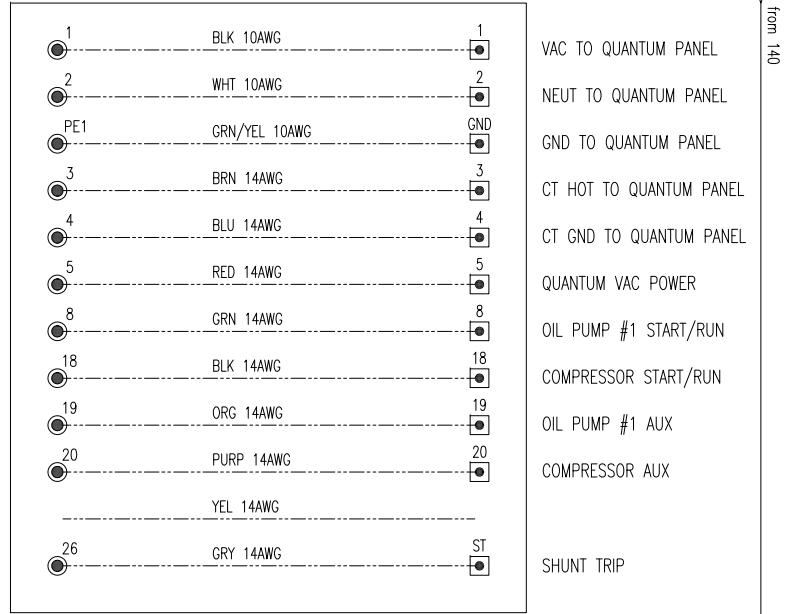 1 BLK 10AWG 1 VAC TO QUANTUM PANEL
2 WHT 10AWG 2 NEUT TO QUANTUM PANEL
PE1 GRN/YEL 10AWG GND GND TO QUANTUM PANEL
3 BRN 14AWG 3 CT HOT TO QUANTUM PANEL
4 BLU 14AWG 4 CT GND TO QUANTUM PANEL
5 RED 14AWG 5 QUANTUM VAC POWER
8 GRN 14AWG 8 OIL PUMP #1 START/RUN
18 BLK 14AWG 18 COMPRESSOR START/RUN
19 ORG 14AWG 19 OIL PUMP #1 AUX
20 PURP 14AWG 20 COMPRESSOR AUX
YEL 14AWG
26 GRY 14AWG ST SHUNT TRIP
from 140